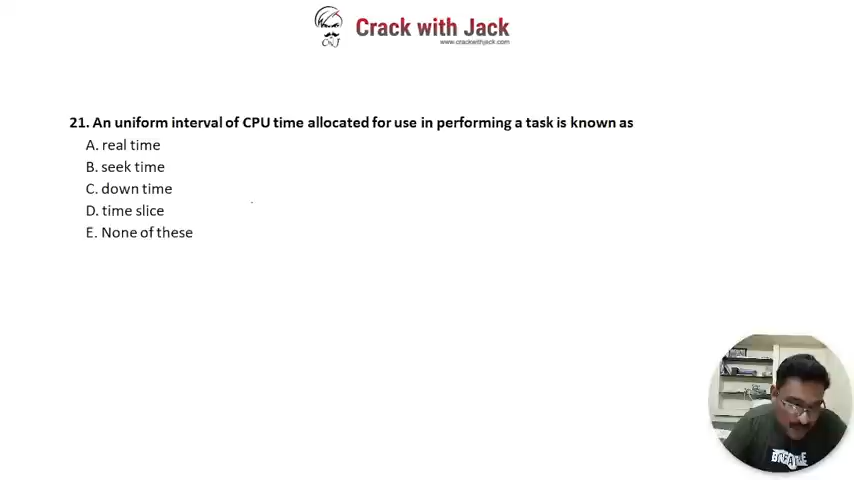 CNJ
Crack with Jack
www.crackwithjack.com
21. An uniform interval of CPU time allocated for use in performing a task is known as
A. real time
B. seek time
C. down time
D. time slice
E. None of these